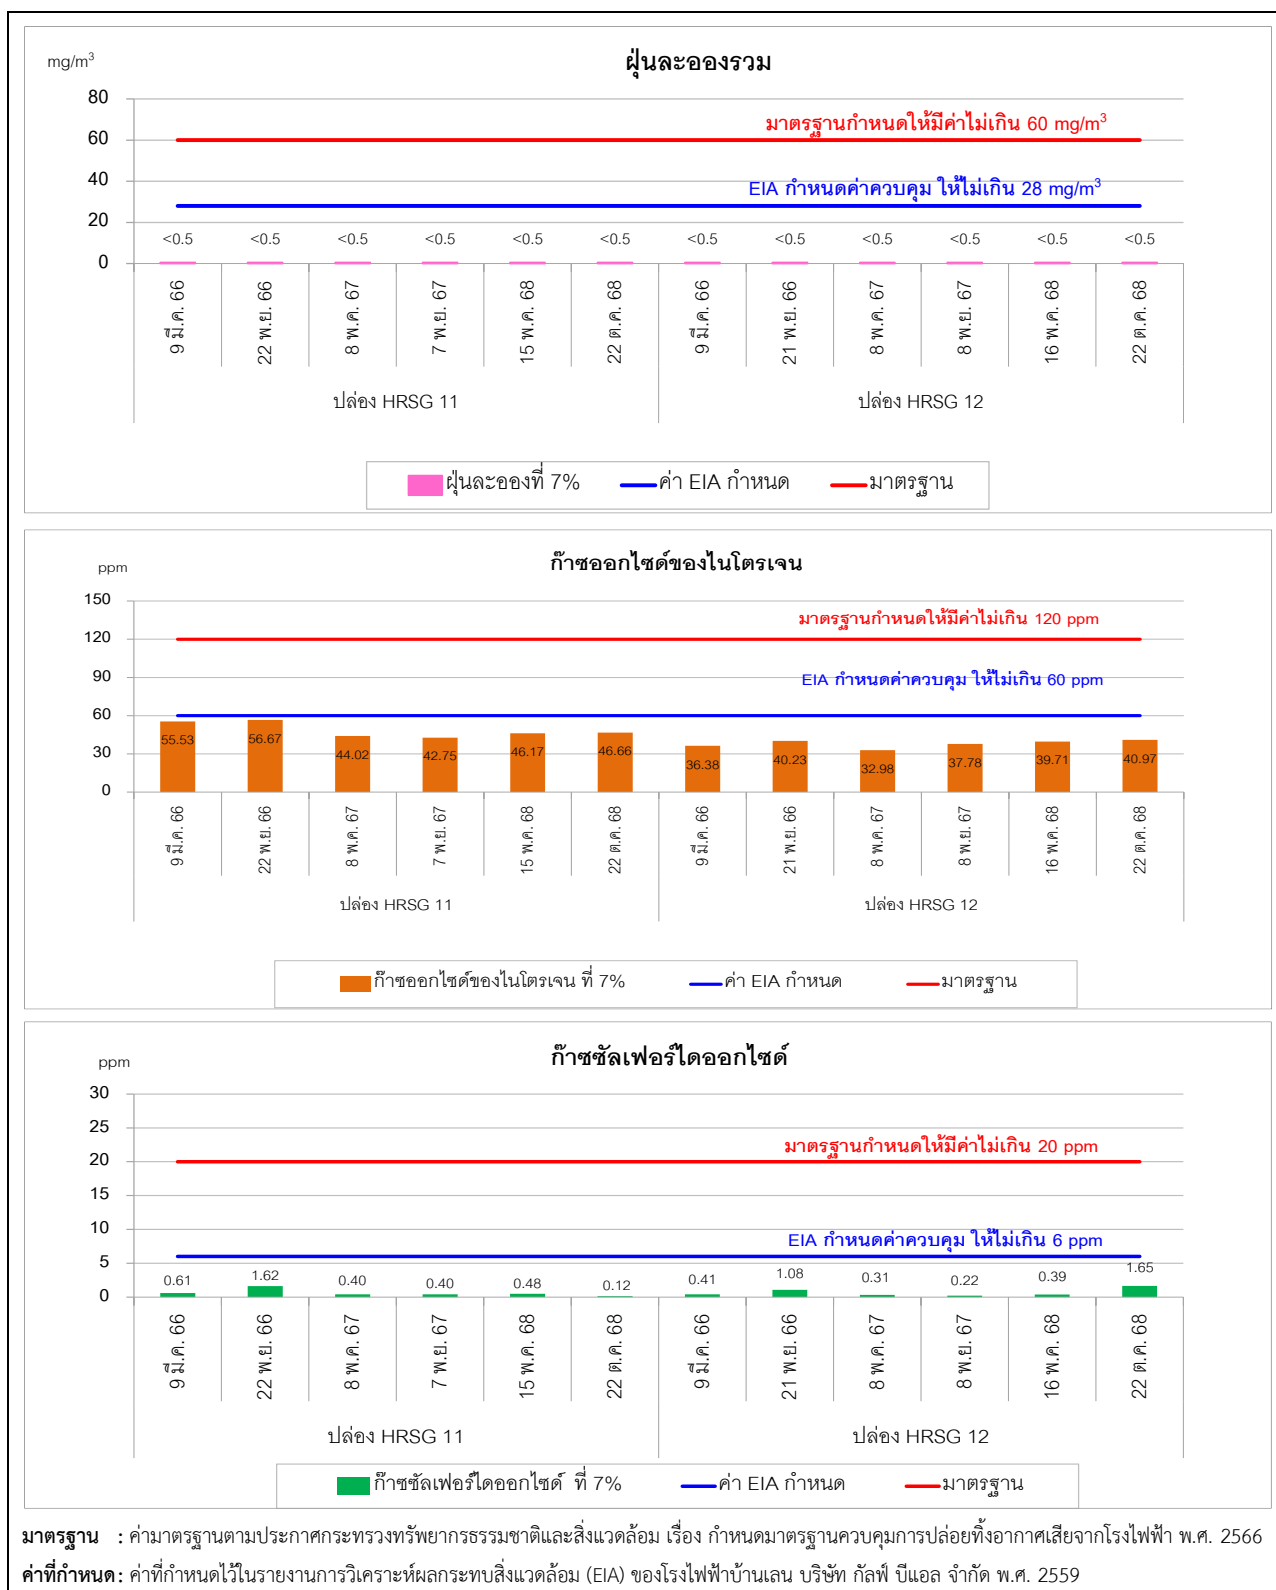 ฝุ่นละอองรวม
mg/m³
80
60
40
20
0
มาตรฐานกำหนดให้มีค่าไม่เกิน 60 mg/m³
EIA กำหนดค่าควบคุม ให้ไม่เกิน 28 mg/m³
<0.5 <0.5 <0.5 <0.5 <0.5 <0.5 <0.5 <0.5 <0.5 <0.5 <0.5 <0.5
9 มี.ค. 66 22 พ.ย. 66 8 พ.ค. 67 7 พ.ย. 67 15 พ.ค. 68 22 ต.ค. 68 9 มี.ค. 66 21 พ.ย. 66 8 พ.ค. 67 8 พ.ย. 67 16 พ.ค. 68 22 ต.ค. 68
ปล่อง HRSG 11 ปล่อง HRSG 12
ฝุ่นละอองที่ 7% ค่า EIA กำหนด มาตรฐาน
ก๊าซออกไซด์ของไนโตรเจน
ppm
150
120
90
60
30
0
มาตรฐานกำหนดให้มีค่าไม่เกิน 120 ppm
EIA กำหนดค่าควบคุม ให้ไม่เกิน 60 ppm
55.53 56.67 44.02 42.75 46.17 46.66 36.38 40.23 32.98 37.78 39.71 40.97
9 มี.ค. 66 22 พ.ย. 66 8 พ.ค. 67 7 พ.ย. 67 15 พ.ค. 68 22 ต.ค. 68 9 มี.ค. 66 21 พ.ย. 66 8 พ.ค. 67 8 พ.ย. 67 16 พ.ค. 68 22 ต.ค. 68
ปล่อง HRSG 11 ปล่อง HRSG 12
ก๊าซออกไซด์ของไนโตรเจน ที่ 7% ค่า EIA กำหนด มาตรฐาน
ก๊าซซัลเฟอร์ไดออกไซด์
ppm
30
25
20
15
10
5
0
มาตรฐานกำหนดให้มีค่าไม่เกิน 20 ppm
EIA กำหนดค่าควบคุม ให้ไม่เกิน 6 ppm
0.61 1.62 0.40 0.40 0.48 0.12 0.41 1.08 0.31 0.22 0.39 1.65
9 มี.ค. 66 22 พ.ย. 66 8 พ.ค. 67 7 พ.ย. 67 15 พ.ค. 68 22 ต.ค. 68 9 มี.ค. 66 21 พ.ย. 66 8 พ.ค. 67 8 พ.ย. 67 16 พ.ค. 68 22 ต.ค. 68
ปล่อง HRSG 11 ปล่อง HRSG 12
ก๊าซซัลเฟอร์ไดออกไซด์ ที่ 7% ค่า EIA กำหนด มาตรฐาน
มาตรฐาน : ค่ามาตรฐานตามประกาศกระทรวงทรัพยากรธรรมชาติและสิ่งแวดล้อม เรื่อง กำหนดมาตรฐานควบคุมการปล่อยทิ้งอากาศเสียจากโรงไฟฟ้า พ.ศ. 2566
ค่าที่กำหนด : ค่าที่กำหนดไว้ในรายงานการวิเคราะห์ผลกระทบสิ่งแวดล้อม (EIA) ของโรงไฟฟ้าบ้านเลน บริษัท กัลฟ์ บีแอล จำกัด พ.ศ. 2559